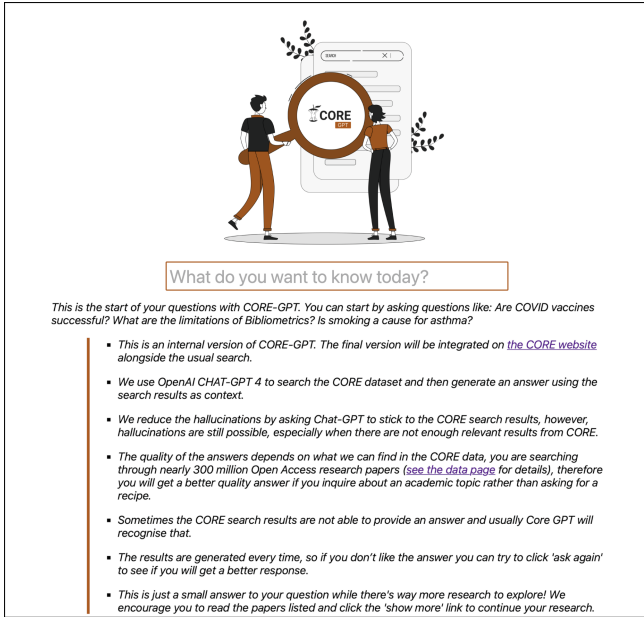 CORE
GPT
What do you want to know today?
This is the start of your questions with CORE-GPT. You can start by asking questions like: Are COVID vaccines
successful? What are the limitations of Bibliometrics? Is smoking a cause for asthma?
▪ This is an internal version of CORE-GPT. The final version will be integrated on the CORE website
alongside the usual search.
▪ We use OpenAI CHAT-GPT 4 to search the CORE dataset and then generate an answer using the
search results as context.
▪ We reduce the hallucinations by asking Chat-GPT to stick to the CORE search results, however,
hallucinations are still possible, especially when there are not enough relevant results from CORE.
▪ The quality of the answers depends on what we can find in the CORE data, you are searching
through nearly 300 million Open Access research papers (see the data page for details), therefore
you will get a better quality answer if you inquire about an academic topic rather than asking for a
recipe.
▪ Sometimes the CORE search results are not able to provide an answer and usually Core GPT will
recognise that.
▪ The results are generated every time, so if you don't like the answer you can try to click 'ask again'
to see if you will get a better response.
▪ This is just a small answer to your question while there's way more research to explore! We
encourage you to read the papers listed and click the 'show more' link to continue your research.